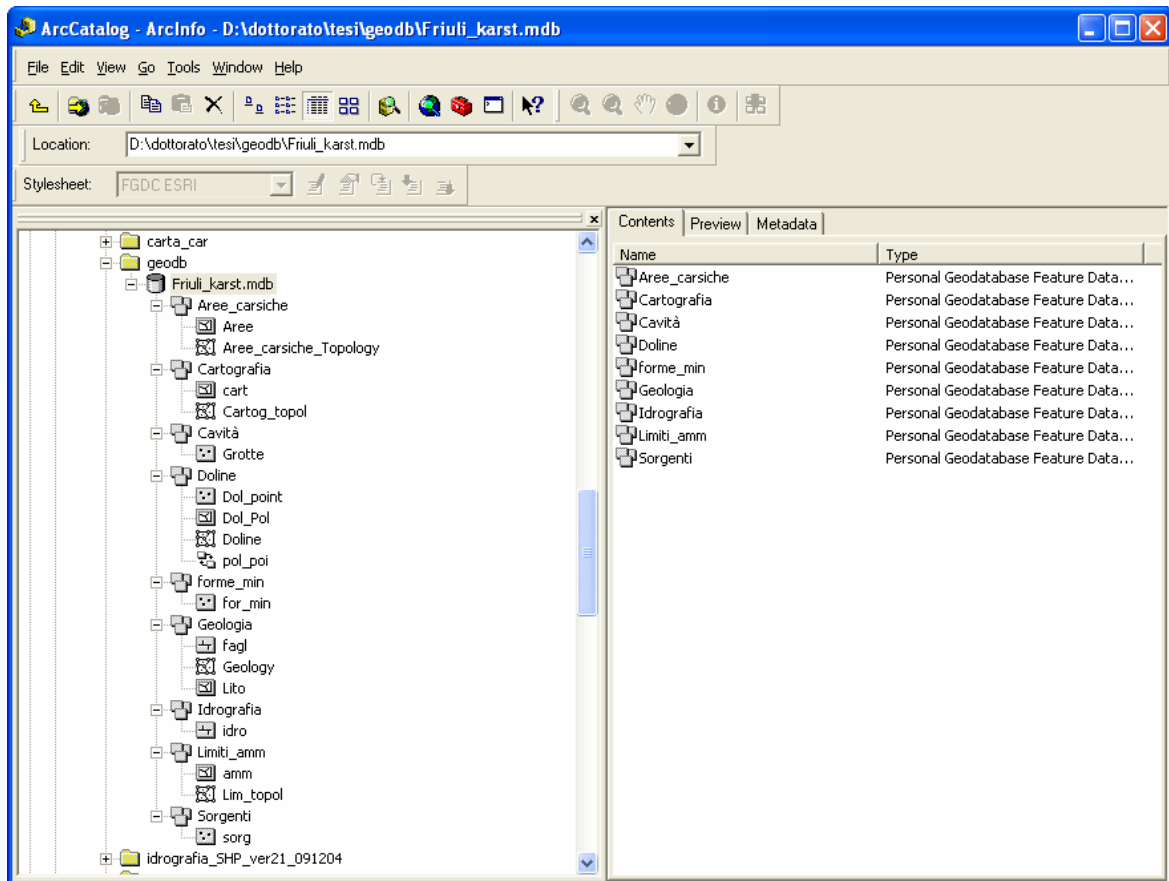 ArcCatalog - ArcInfo - D:\dottorato\tesi\geodb\Friuli_karst.mdb
File Edit View Go Tools Window Help
Location: D:\dottorato\tesi\geodb\Friuli_karst.mdb
Stylesheet: FGDC ESRI
carta_car
geodb
Friuli_karst.mdb
Aree_carsiche
Aree
Aree_carsiche_Topology
Cartografia
cart
Cartog_topol
Cavità
Grotte
Doline
Dol_point
Dol_Pol
Doline
pol_poi
forme_min
for_min
Geologia
fagl
Geology
Lito
Idrografia
idro
Limiti_amm
amm
Lim_topol
Sorgenti
sorg
idrografia_SHP_ver21_091204
Contents Preview Metadata
Name Type
Aree_carsiche Personal Geodatabase Feature Data...
Cartografia Personal Geodatabase Feature Data...
Cavità Personal Geodatabase Feature Data...
Doline Personal Geodatabase Feature Data...
forme_min Personal Geodatabase Feature Data...
Geologia Personal Geodatabase Feature Data...
Idrografia Personal Geodatabase Feature Data...
Limiti_amm Personal Geodatabase Feature Data...
Sorgenti Personal Geodatabase Feature Data...